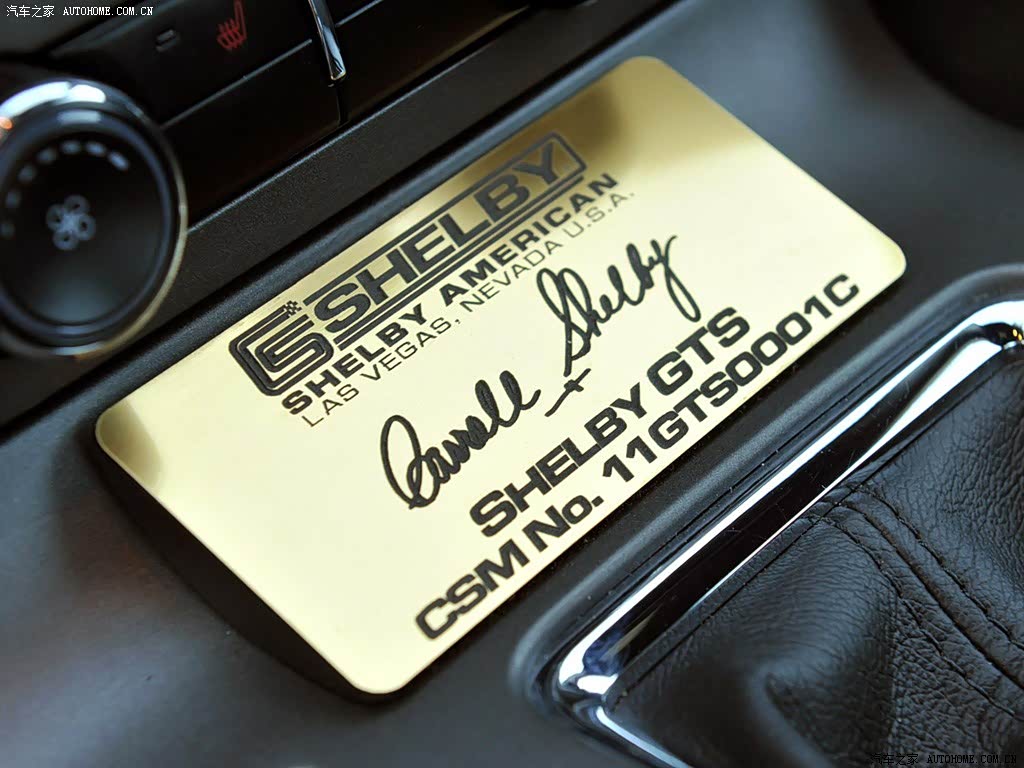 汽车之家 AUTOHOME.COM.CN
SHELBY
SHELBY AMERICAN
LAS VEGAS, NEVADA U.S.A.
Carroll Shelby
SHELBY GTS
CSM No. 11GTS0001C
汽车之家 AUTOHOME.COM.CN